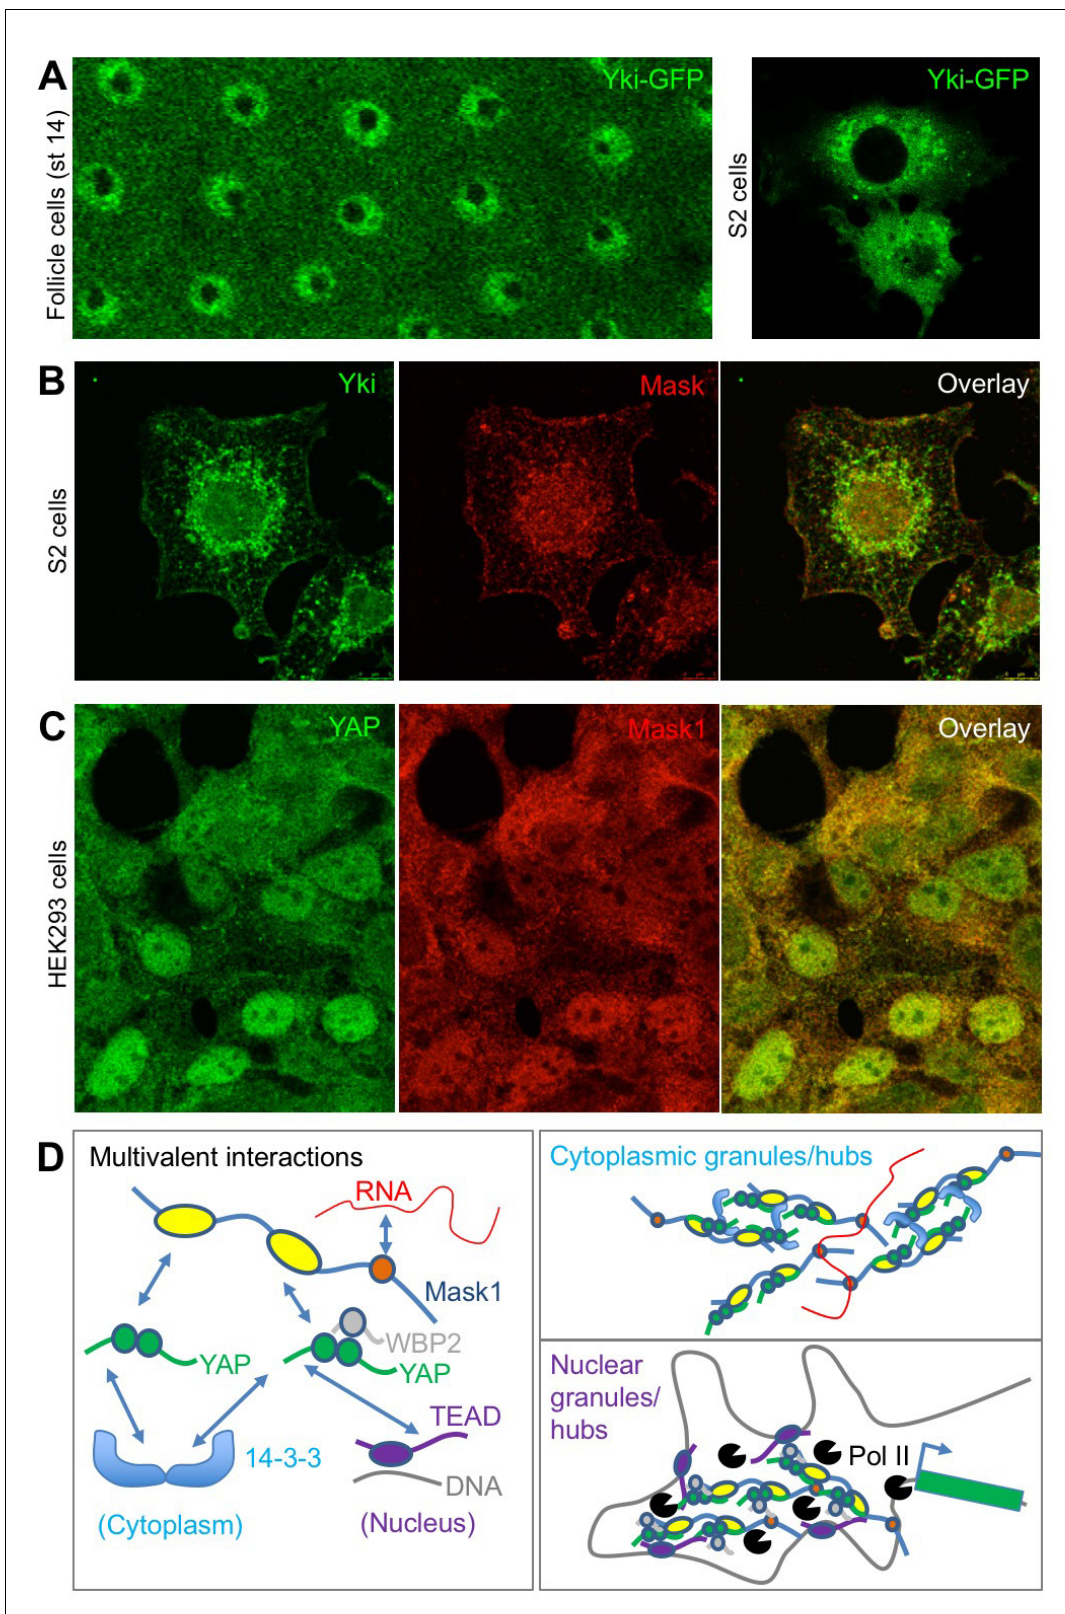 A
Follicle cells (st 14)
Yki-GFP
S2 cells
Yki-GFP
B
S2 cells
Yki
Mask
Overlay
C
HEK293 cells
YAP
Mask1
Overlay
D
Multivalent interactions
RNA
Mask1
WBP2
YAP
YAP
TEAD
14-3-3
DNA
(Cytoplasm)
(Nucleus)
Cytoplasmic granules/hubs
Nuclear
granules/
hubs
Pol II